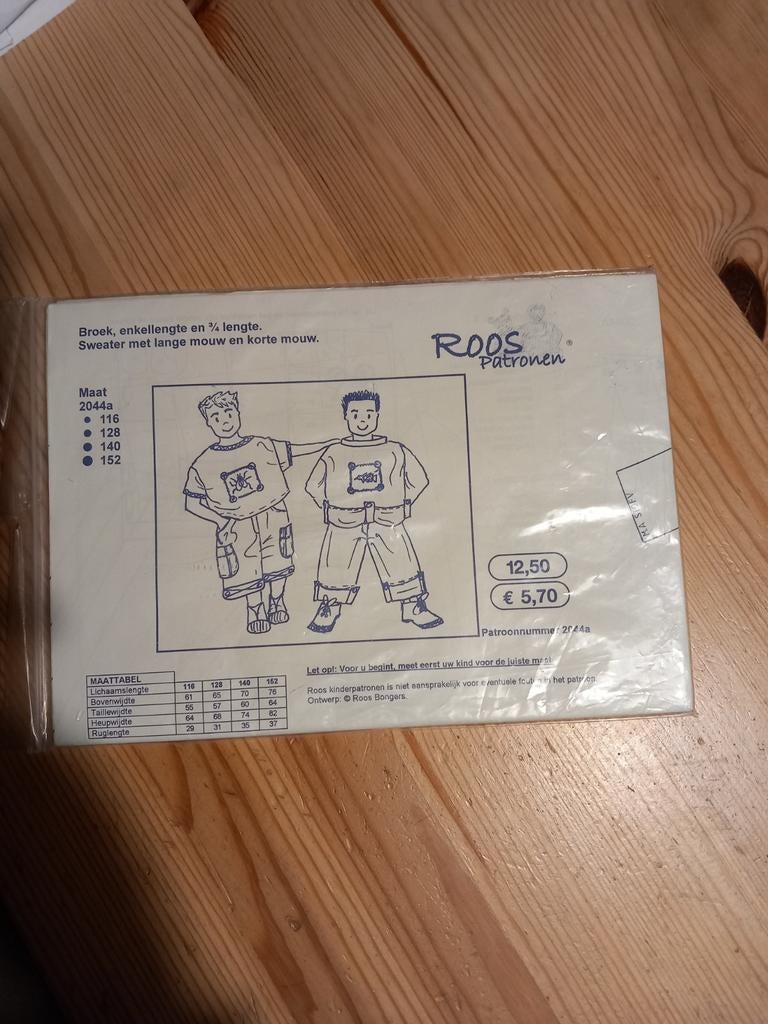 Broek, enkellengte en ¾ lengte.
Sweater met lange mouw en korte mouw.
ROOS
Patronen
®
Maat
2044a
116
128
140
152
12,50
€ 5,70
Patroonnummer 2044a
MAATTABEL
Lichaamslengte 116 128 140 152
Bovenwijdte 61 65 70 76
Taillewijdte 55 57 60 64
Heupwijdte 64 68 74 82
Ruglengte 29 31 35 37
Let op!: Voor u begint, meet eerst uw kind voor de juiste maat.
Roos kinderpatronen is niet aansprakelijk voor eventuele fouten in het patroon.
Ontwerp: © Roos Bongers.